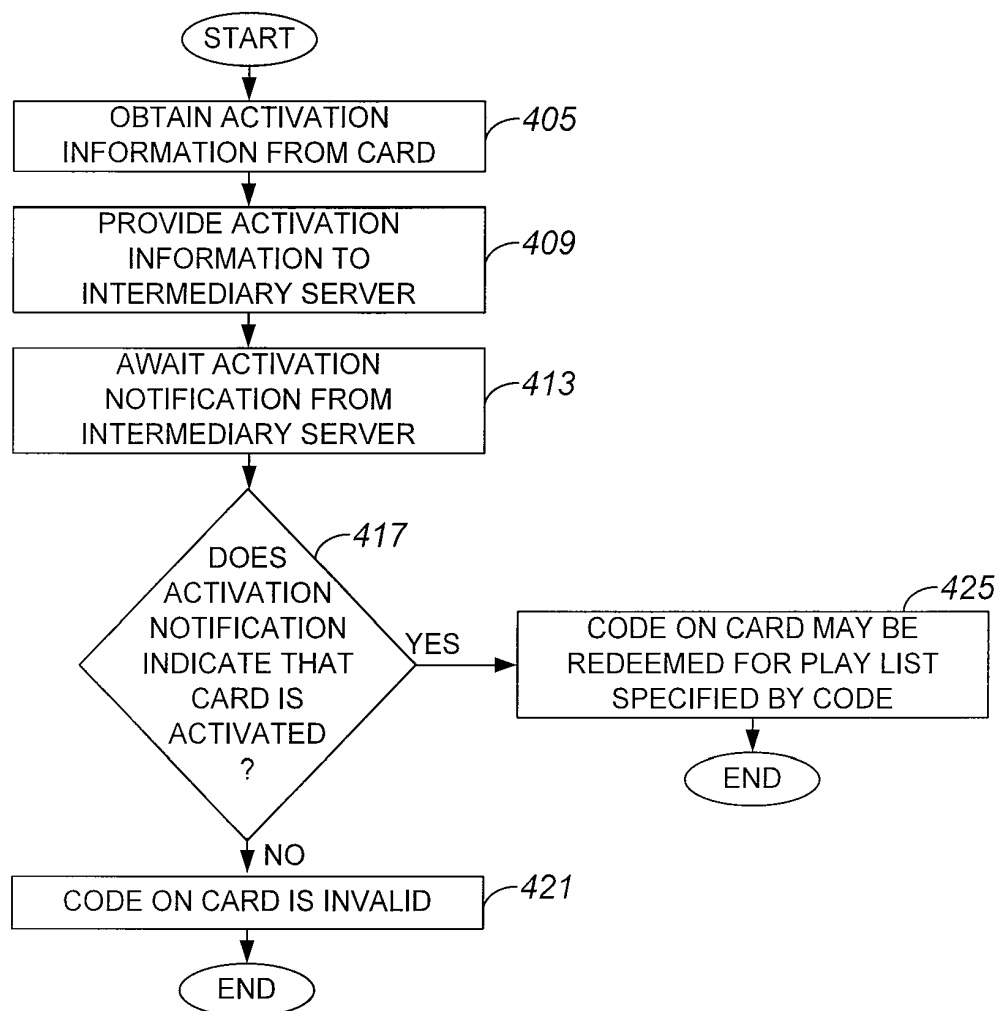 START
OBTAIN ACTIVATION
INFORMATION FROM CARD
405
PROVIDE ACTIVATION
INFORMATION TO
INTERMEDIARY SERVER
409
AWAIT ACTIVATION
NOTIFICATION FROM
INTERMEDIARY SERVER
413
DOES
ACTIVATION
NOTIFICATION
INDICATE THAT
CARD IS
ACTIVATED
?
417
YES
CODE ON CARD MAY BE
REDEEMED FOR PLAY LIST
SPECIFIED BY CODE
425
END
NO
CODE ON CARD IS INVALID
421
END